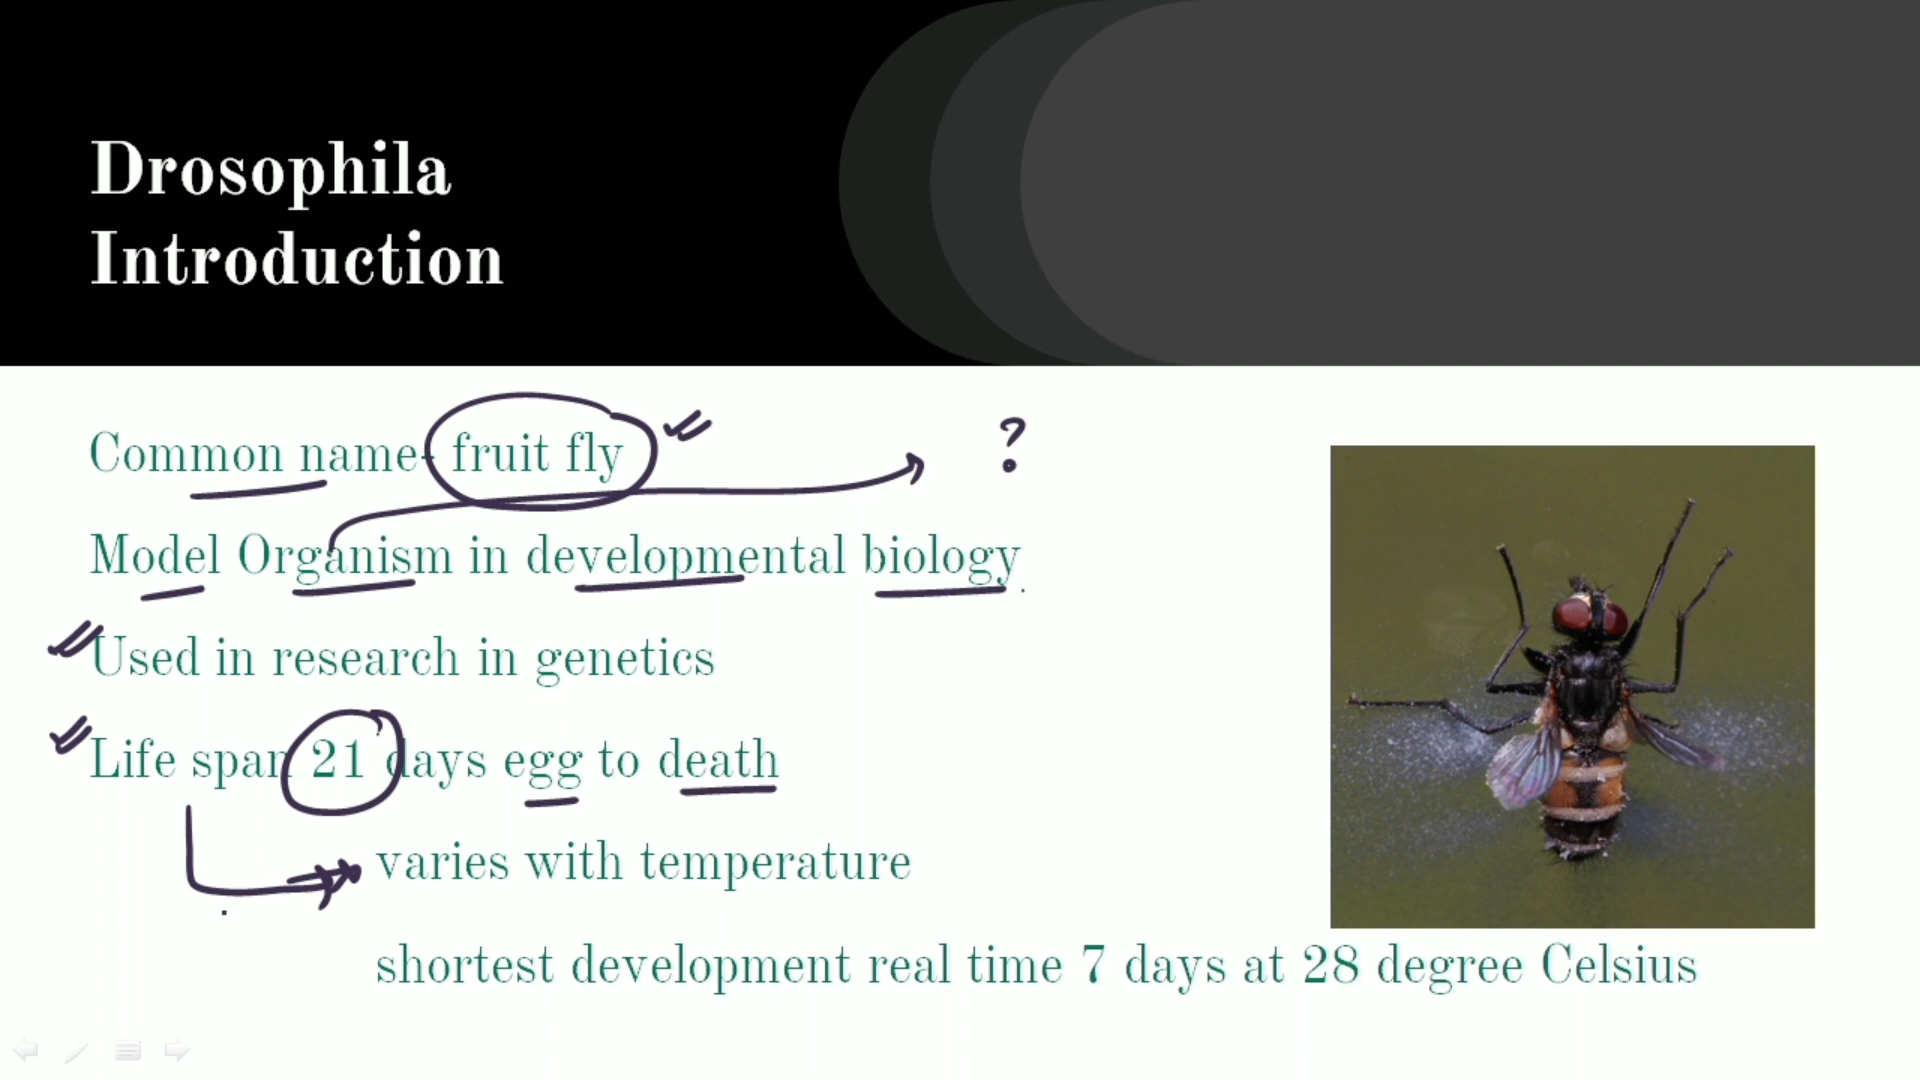 Drosophila
Introduction
Common name- fruit fly
?
Model Organism in developmental biology
Used in research in genetics
Life span 21 days egg to death
varies with temperature
shortest development real time 7 days at 28 degree Celsius